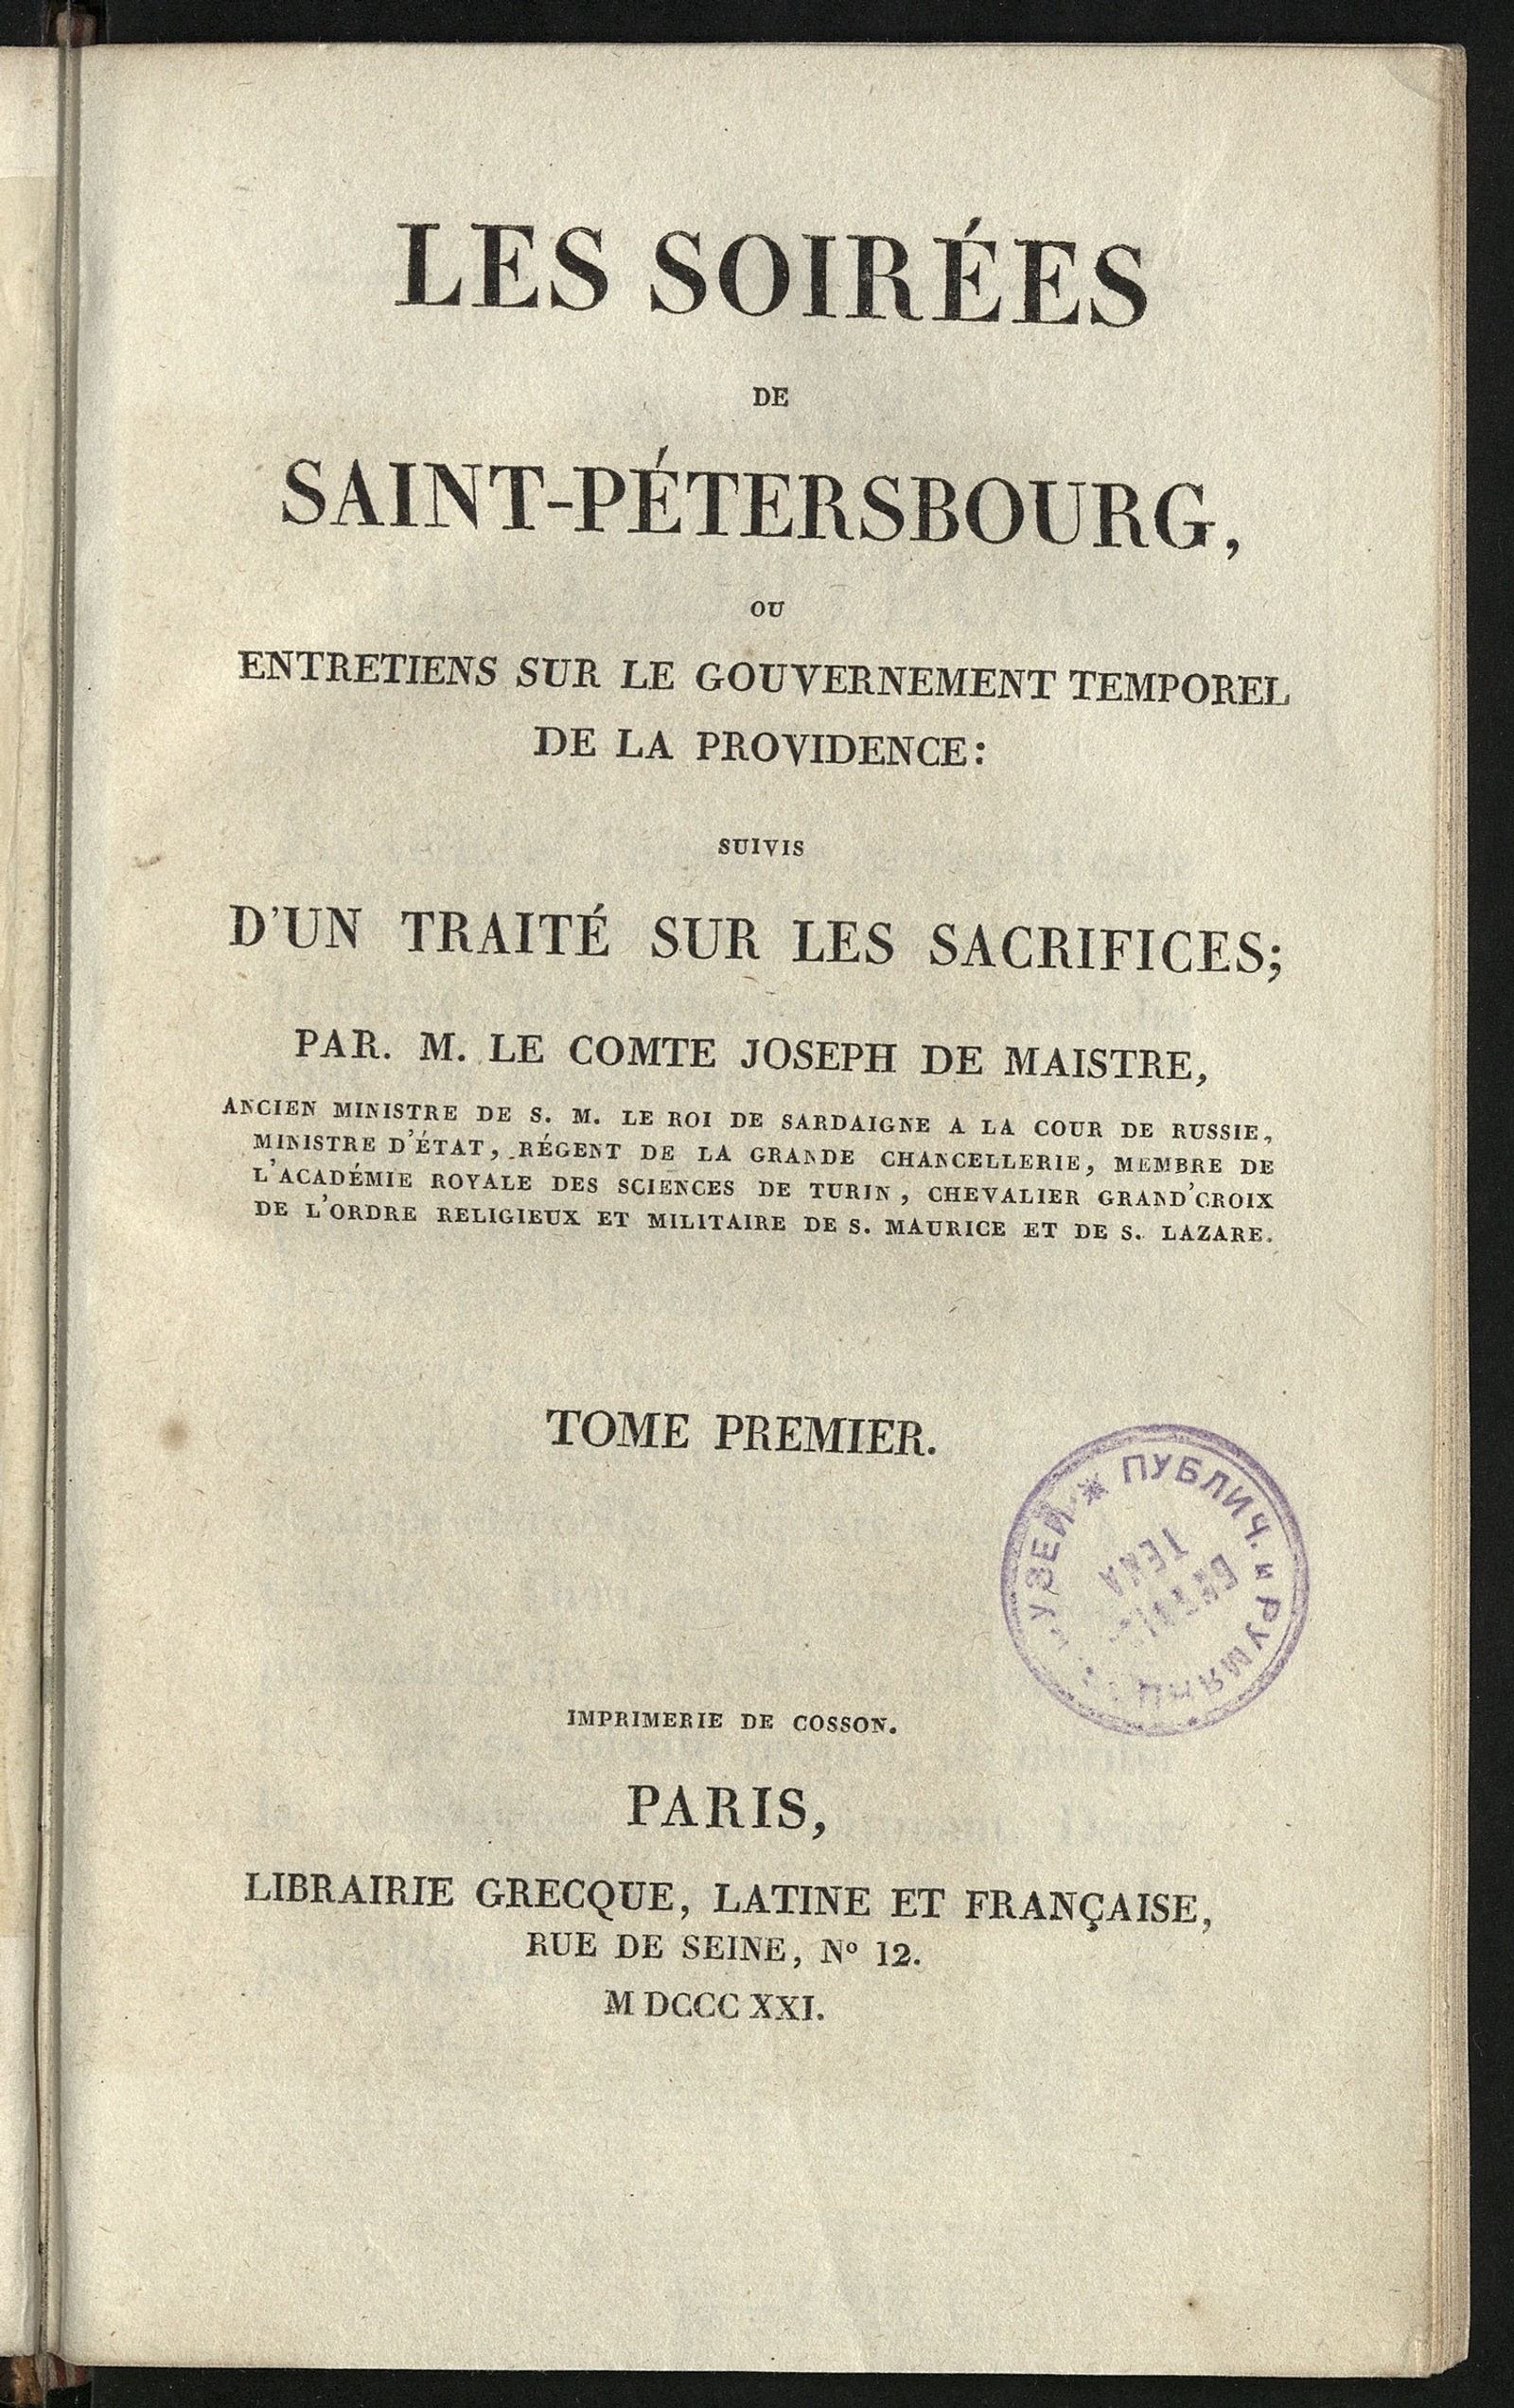 LES SOIRÉES
DE
SAINT-PÉTERSBOURG,
OU
ENTRETIENS SUR LE GOUVERNEMENT TEMPOREL
DE LA PROVIDENCE:
SUIVIS
D'UN TRAITÉ SUR LES SACRIFICES;
PAR. M. LE COMTE JOSEPH DE MAISTRE,
ANCIEN MINISTRE DE S. M. LE ROI DE SARDAIGNE A LA COUR DE RUSSIE,
MINISTRE D'ÉTAT, RÉGENT DE LA GRANDE CHANCELLERIE, MEMBRE DE
L'ACADÉMIE ROYALE DES SCIENCES DE TURIN, CHEVALIER GRAND'CROIX
DE L'ORDRE RELIGIEUX ET MILITAIRE DE S. MAURICE ET DE S. LAZARE.
TOME PREMIER.
ПУБЛИЧ. и
IMPRIMERIE DE COSSON.
PARIS,
LIBRAIRIE GRECQUE, LATINE ET FRANÇAISE,
RUE DE SEINE, Nº 12.
M DCCC XXI.